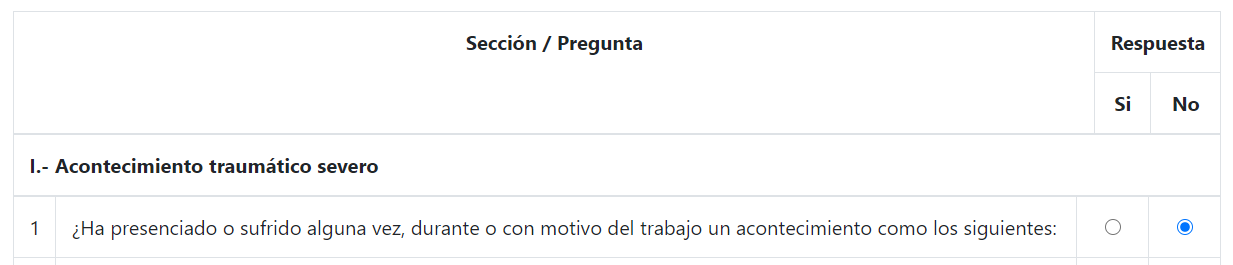 Sección / Pregunta
Respuesta
Si
No
I.- Acontecimiento traumático severo
1
¿Ha presenciado o sufrido alguna vez, durante o con motivo del trabajo un acontecimiento como los siguientes: